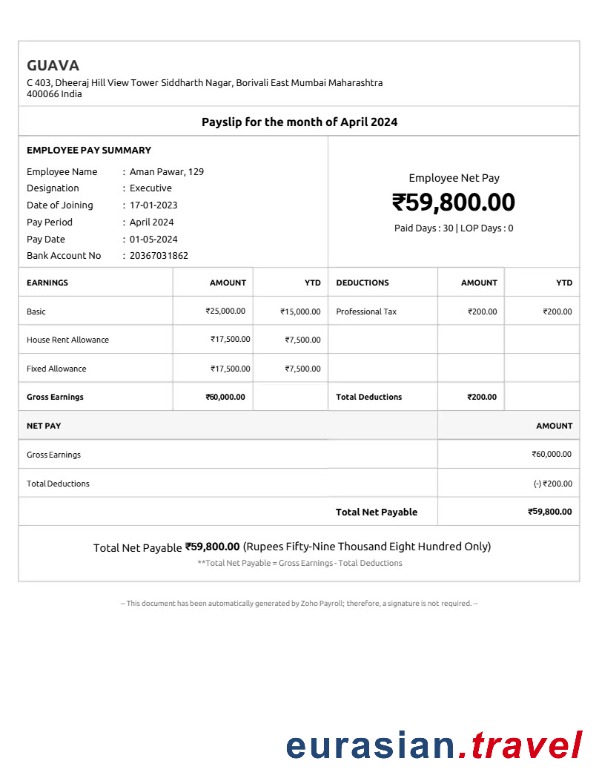 GUAVA
C 403, Dheeraj Hill View Tower Siddharth Nagar, Borivali East Mumbai Maharashtra
400066 India
Payslip for the month of April 2024
EMPLOYEE PAY SUMMARY
Employee Name : Aman Pawar, 129
Designation : Executive
Date of Joining : 17-01-2023
Pay Period : April 2024
Pay Date : 01-05-2024
Bank Account No : 20367031862
Employee Net Pay
₹59,800.00
Paid Days : 30 | LOP Days : 0
EARNINGS AMOUNT YTD DEDUCTIONS AMOUNT YTD
Basic ₹25,000.00 ₹15,000.00 Professional Tax ₹200.00 ₹200.00
House Rent Allowance ₹17,500.00 ₹7,500.00
Fixed Allowance ₹17,500.00 ₹7,500.00
Gross Earnings ₹60,000.00 Total Deductions ₹200.00
NET PAY AMOUNT
Gross Earnings ₹60,000.00
Total Deductions (-) ₹200.00
Total Net Payable ₹59,800.00
Total Net Payable ₹59,800.00 (Rupees Fifty-Nine Thousand Eight Hundred Only)
**Total Net Payable = Gross Earnings - Total Deductions
-- This document has been automatically generated by Zoho Payroll; therefore, a signature is not required. --
eurasian.travel